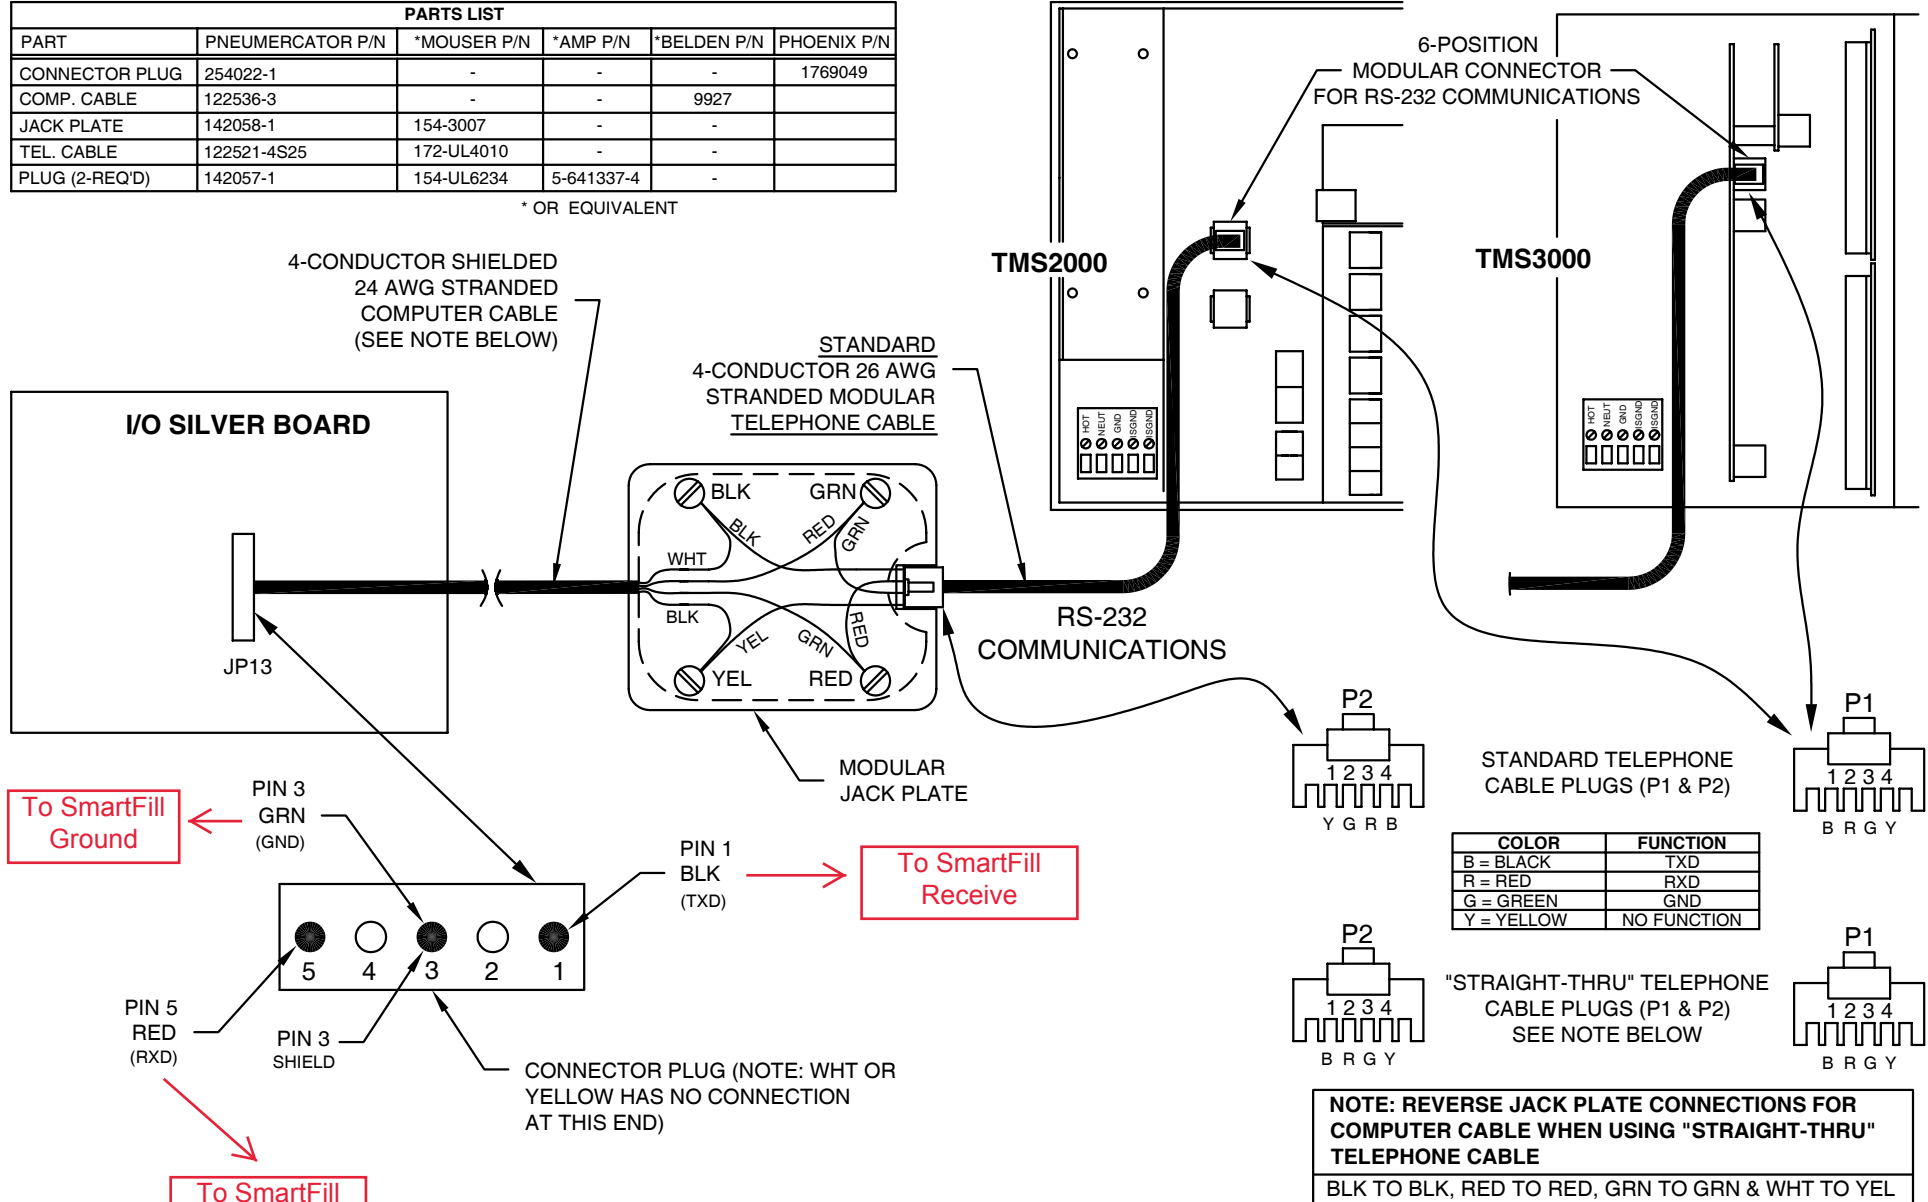 PARTS LIST
PART PNEUMERCATOR P/N *MOUSER P/N *AMP P/N *BELDEN P/N PHOENIX P/N
CONNECTOR PLUG 254022-1 - - - 1769049
COMP. CABLE 122536-3 - - 9927
JACK PLATE 142058-1 154-3007 - -
TEL. CABLE 122521-4S25 172-UL4010 - -
PLUG (2-REQ'D) 142057-1 154-UL6234 5-641337-4 -
* OR EQUIVALENT
6-POSITION
MODULAR CONNECTOR
FOR RS-232 COMMUNICATIONS
TMS2000
TMS3000
HOT
NEUT
GND
ISGND
ISGND
HOT
NEUT
GND
ISGND
ISGND
4-CONDUCTOR SHIELDED
24 AWG STRANDED
COMPUTER CABLE
(SEE NOTE BELOW)
STANDARD
4-CONDUCTOR 26 AWG
STRANDED MODULAR
TELEPHONE CABLE
I/O SILVER BOARD
JP13
BLK
GRN
BLK
RED
GRN
WHT
BLK
YEL
GRN
RED
YEL
RED
RS-232
COMMUNICATIONS
MODULAR
JACK PLATE
P2
1 2 3 4
Y G R B
STANDARD TELEPHONE
CABLE PLUGS (P1 & P2)
P1
1 2 3 4
B R G Y
COLOR FUNCTION
B = BLACK TXD
R = RED RXD
G = GREEN GND
Y = YELLOW NO FUNCTION
P2
1 2 3 4
B R G Y
"STRAIGHT-THRU" TELEPHONE
CABLE PLUGS (P1 & P2)
SEE NOTE BELOW
P1
1 2 3 4
B R G Y
To SmartFill
Ground
PIN 3
GRN
(GND)
PIN 1
BLK
(TXD)
To SmartFill
Receive
5 4 3 2 1
PIN 5
RED
(RXD)
PIN 3
SHIELD
CONNECTOR PLUG (NOTE: WHT OR
YELLOW HAS NO CONNECTION
AT THIS END)
To SmartFill
NOTE: REVERSE JACK PLATE CONNECTIONS FOR
COMPUTER CABLE WHEN USING "STRAIGHT-THRU"
TELEPHONE CABLE
BLK TO BLK, RED TO RED, GRN TO GRN & WHT TO YEL